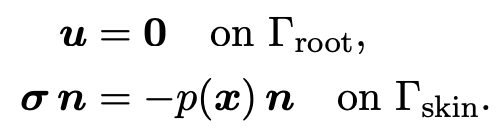 u = 0 on Γ_root,
σ n = −p(x) n on Γ_skin.